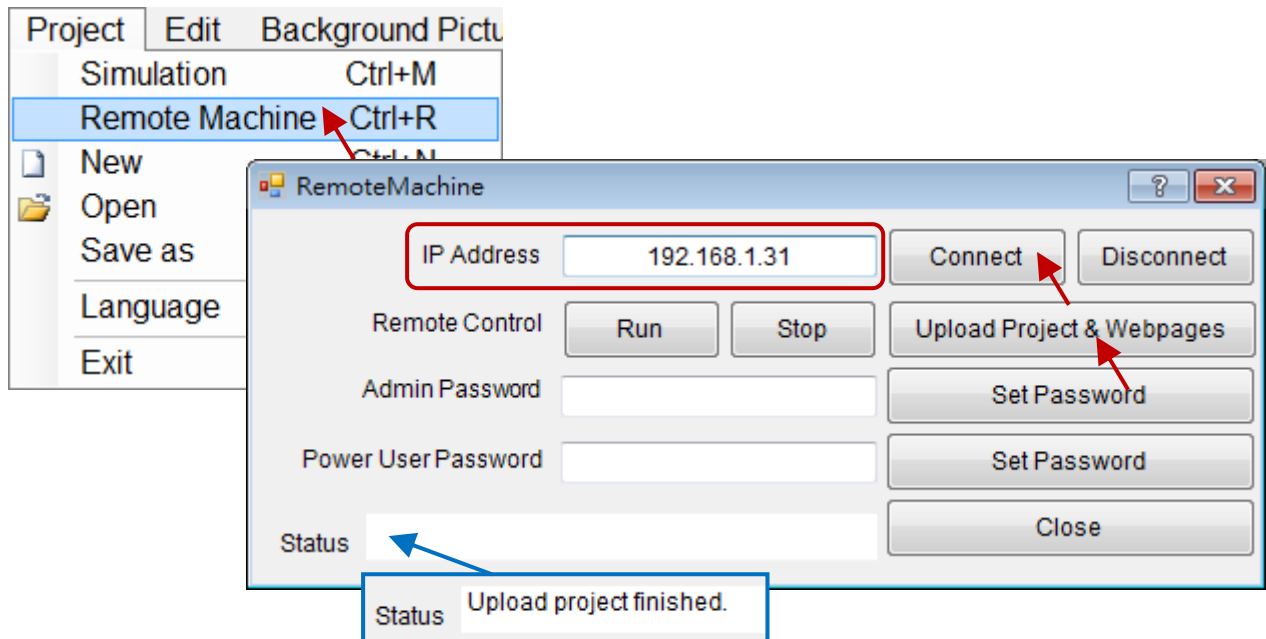 Project Edit Background Pictu
Simulation Ctrl+M
Remote Machine Ctrl+R
New Ctrl+N
Open
Save as
Language
Exit
RemoteMachine
IP Address 192.168.1.31 Connect Disconnect
Remote Control Run Stop Upload Project & Webpages
Admin Password Set Password
Power User Password Set Password
Status Close
Status Upload project finished.